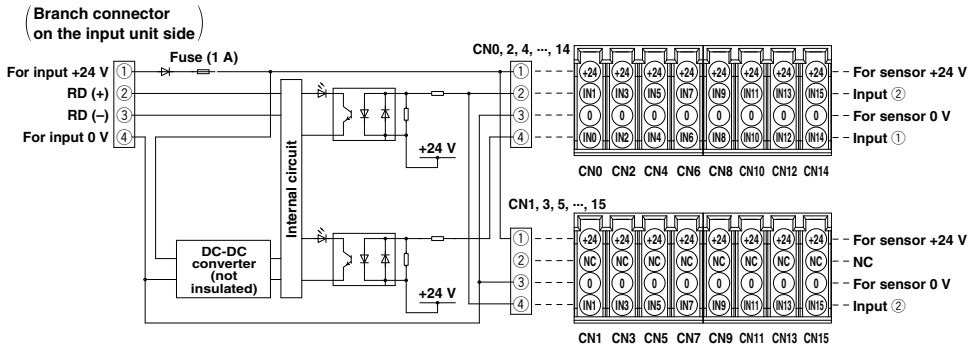 Branch connector
on the input unit side
Fuse (1 A)
For input +24 V ①
RD (+) ②
RD (–) ③
For input 0 V ④
Internal circuit
DC-DC
converter
(not
insulated)
+24 V
+24 V
CN0, 2, 4, ···, 14
① +24 +24 +24 +24 +24 +24 +24 +24 For sensor +24 V
② IN1 IN3 IN5 IN7 IN9 IN11 IN13 IN15 Input ②
③ 0 0 0 0 0 0 0 0 For sensor 0 V
④ IN0 IN2 IN4 IN6 IN8 IN10 IN12 IN14 Input ①
CN0 CN2 CN4 CN6 CN8 CN10 CN12 CN14
CN1, 3, 5, ···, 15
① +24 +24 +24 +24 +24 +24 +24 +24 For sensor +24 V
② NC NC NC NC NC NC NC NC NC
③ 0 0 0 0 0 0 0 0 For sensor 0 V
④ IN1 IN3 IN5 IN7 IN9 IN11 IN13 IN15 Input ②
CN1 CN3 CN5 CN7 CN9 CN11 CN13 CN15